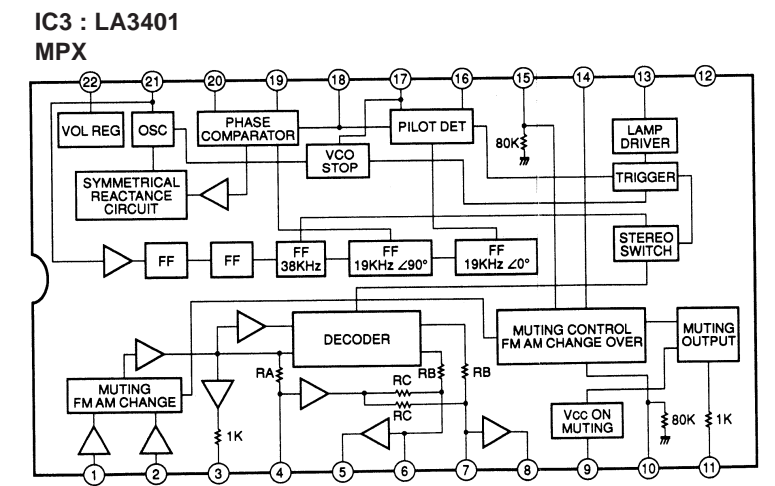 IC3 : LA3401
MPX
22
21
20
19
18
17
16
15
14
13
12
VOL REG
OSC
PHASE
COMPARATOR
PILOT DET
80K
LAMP
DRIVER
VCO
STOP
TRIGGER
SYMMETRICAL
REACTANCE
CIRCUIT
STEREO
SWITCH
FF
FF
FF
38KHz
FF
19KHz ∠90°
FF
19KHz ∠0°
DECODER
MUTING CONTROL
FM AM CHANGE OVER
MUTING
OUTPUT
RA
RB
RB
MUTING
FM AM CHANGE
RC
RC
1K
Vcc ON
MUTING
80K
1K
1
2
3
4
5
6
7
8
9
10
11